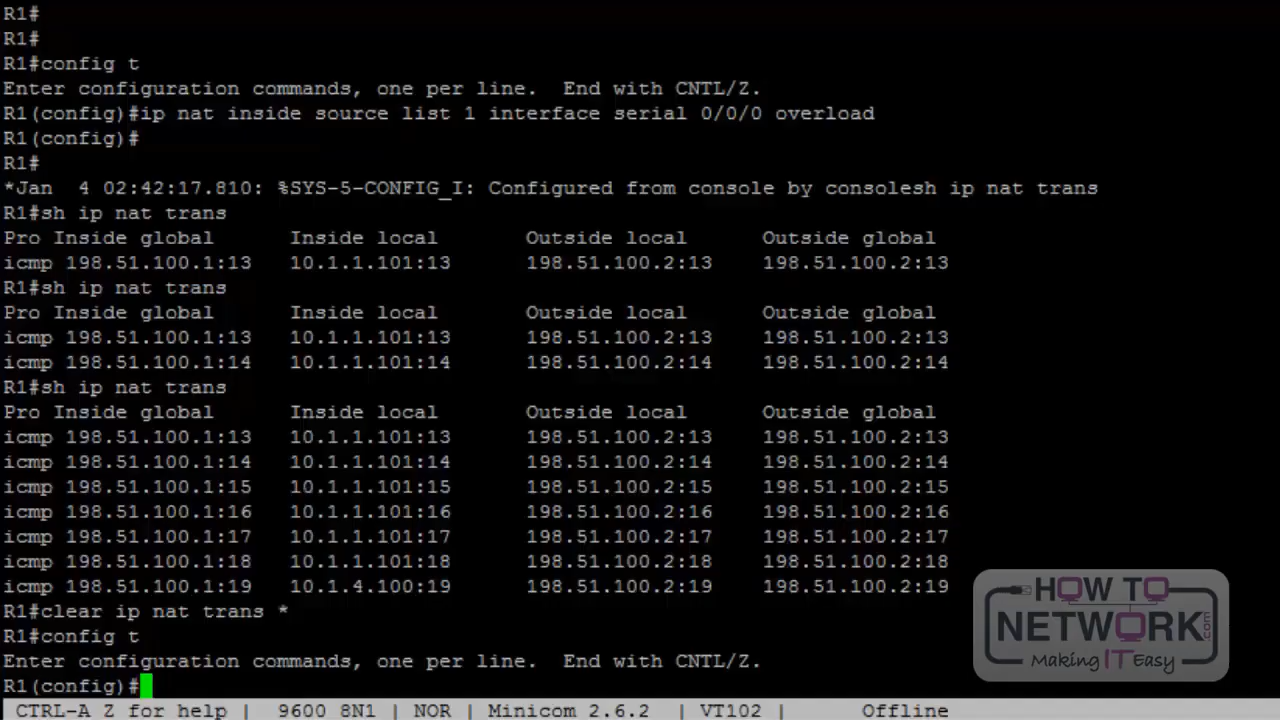 R1#
R1#
R1#config t
Enter configuration commands, one per line.  End with CNTL/Z.
R1(config)#ip nat inside source list 1 interface serial 0/0/0 overload
R1(config)#
R1#
*Jan  4 02:42:17.810: %SYS-5-CONFIG_I: Configured from console by consolesh ip nat trans
R1#sh ip nat trans
Pro Inside global      Inside local       Outside local      Outside global
icmp 198.51.100.1:13   10.1.1.101:13      198.51.100.2:13    198.51.100.2:13
R1#sh ip nat trans
Pro Inside global      Inside local       Outside local      Outside global
icmp 198.51.100.1:13   10.1.1.101:13      198.51.100.2:13    198.51.100.2:13
icmp 198.51.100.1:14   10.1.1.101:14      198.51.100.2:14    198.51.100.2:14
R1#sh ip nat trans
Pro Inside global      Inside local       Outside local      Outside global
icmp 198.51.100.1:13   10.1.1.101:13      198.51.100.2:13    198.51.100.2:13
icmp 198.51.100.1:14   10.1.1.101:14      198.51.100.2:14    198.51.100.2:14
icmp 198.51.100.1:15   10.1.1.101:15      198.51.100.2:15    198.51.100.2:15
icmp 198.51.100.1:16   10.1.1.101:16      198.51.100.2:16    198.51.100.2:16
icmp 198.51.100.1:17   10.1.1.101:17      198.51.100.2:17    198.51.100.2:17
icmp 198.51.100.1:18   10.1.1.101:18      198.51.100.2:18    198.51.100.2:18
icmp 198.51.100.1:19   10.1.4.100:19      198.51.100.2:19    198.51.100.2:19
R1#clear ip nat trans *
R1#config t
Enter configuration commands, one per line.  End with CNTL/Z.
R1(config)#
CTRL-A Z for help |  9600 8N1 | NOR | Minicom 2.6.2  | VT102 |      Offline
HOW TO
NETWORK.com
Making IT Easy